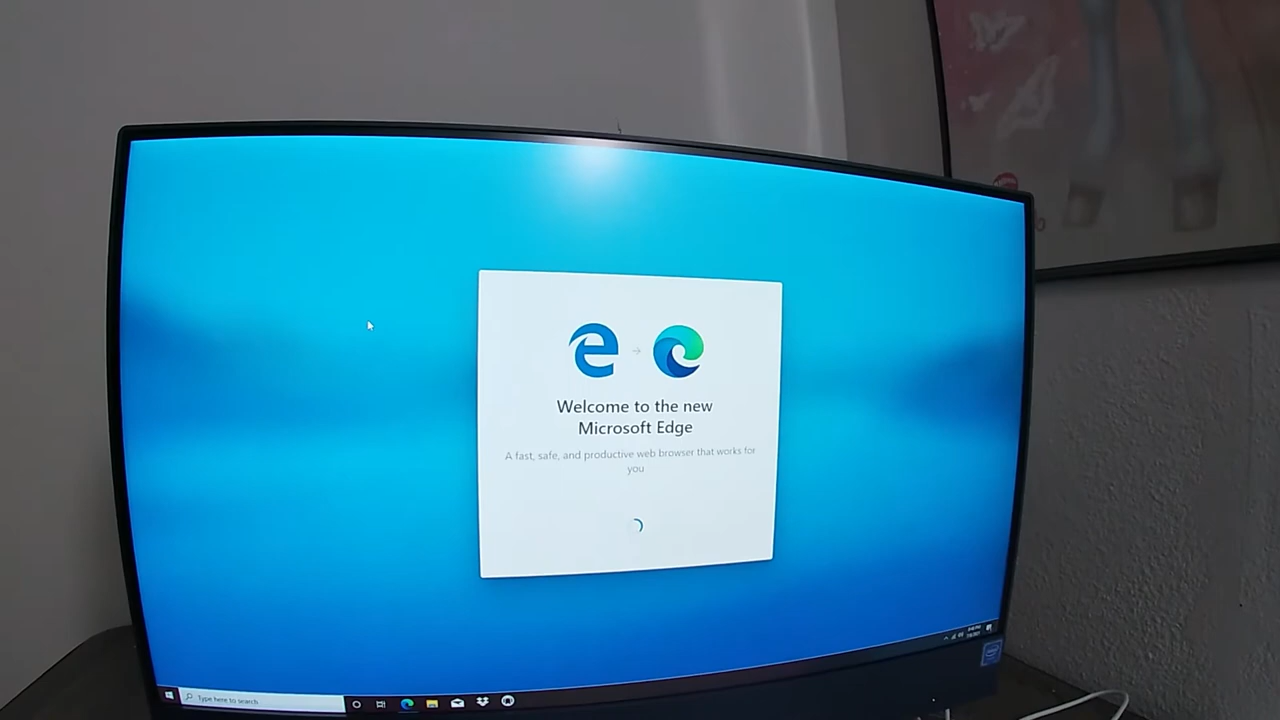 Welcome to the new
Microsoft Edge
A fast, safe, and productive web browser that works for
you
Type here to search